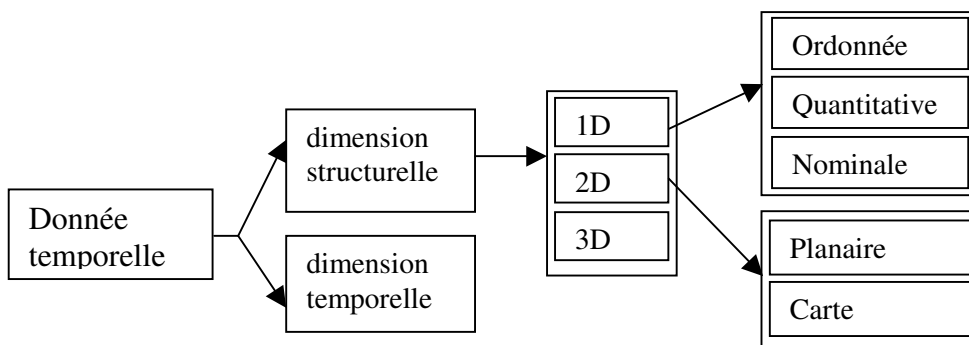 Donnée
temporelle
dimension
structurelle
dimension
temporelle
1D
2D
3D
Ordonnée
Quantitative
Nominale
Planaire
Carte